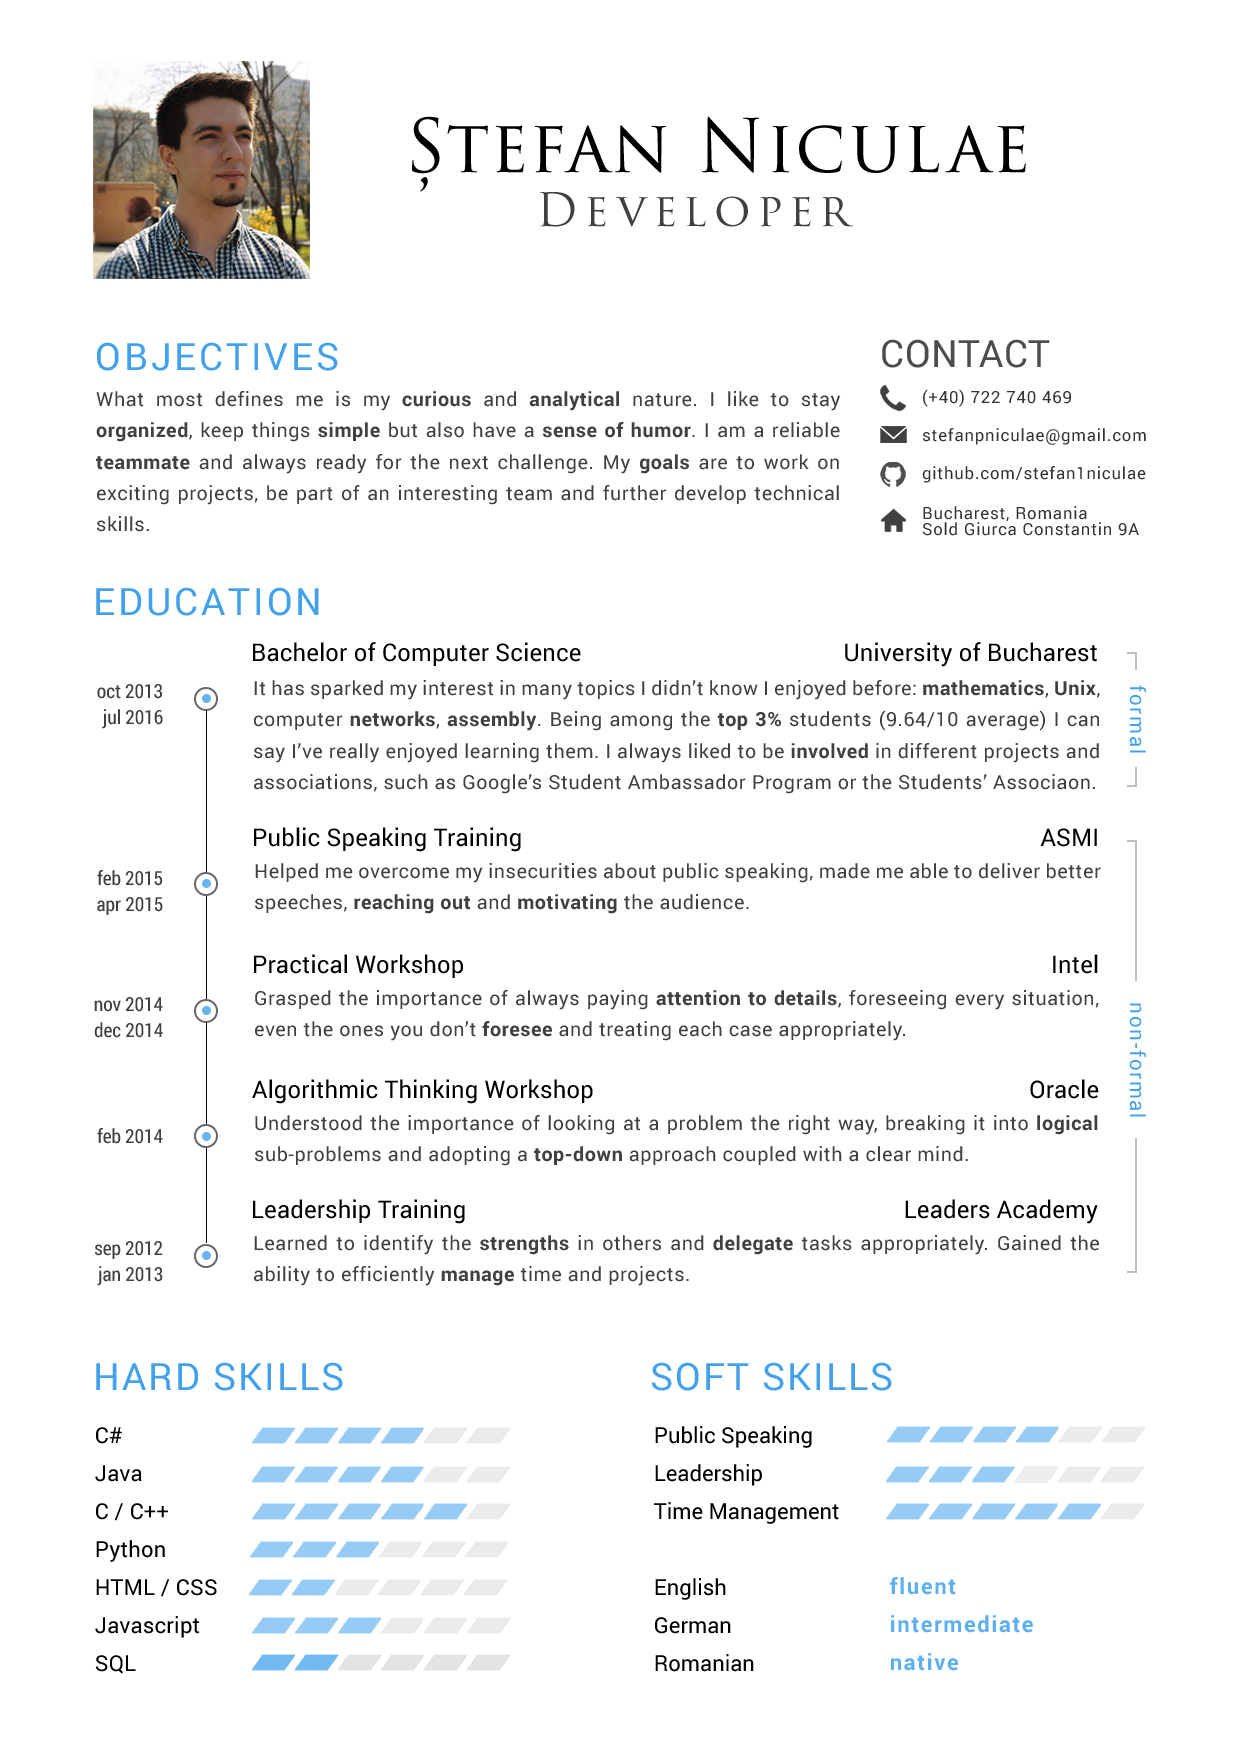 Ștefan Niculae
Developer
OBJECTIVES
What most defines me is my curious and analytical nature. I like to stay
organized, keep things simple but also have a sense of humor. I am a reliable
teammate and always ready for the next challenge. My goals are to work on
exciting projects, be part of an interesting team and further develop technical
skills.
CONTACT
(+40) 722 740 469
stefanpniculae@gmail.com
github.com/stefan1niculae
Bucharest, Romania
Sold Giurca Constantin 9A
EDUCATION
Bachelor of Computer Science University of Bucharest
oct 2013
jul 2016
It has sparked my interest in many topics I didn’t know I enjoyed before: mathematics, Unix,
computer networks, assembly. Being among the top 3% students (9.64/10 average) I can
say I’ve really enjoyed learning them. I always liked to be involved in different projects and
associations, such as Google’s Student Ambassador Program or the Students’ Associaon.
formal
Public Speaking Training ASMI
feb 2015
apr 2015
Helped me overcome my insecurities about public speaking, made me able to deliver better
speeches, reaching out and motivating the audience.
Practical Workshop Intel
nov 2014
dec 2014
Grasped the importance of always paying attention to details, foreseeing every situation,
even the ones you don’t foresee and treating each case appropriately.
non-formal
Algorithmic Thinking Workshop Oracle
feb 2014
Understood the importance of looking at a problem the right way, breaking it into logical
sub-problems and adopting a top-down approach coupled with a clear mind.
Leadership Training Leaders Academy
sep 2012
jan 2013
Learned to identify the strengths in others and delegate tasks appropriately. Gained the
ability to efficiently manage time and projects.
HARD SKILLS
C#
Java
C / C++
Python
HTML / CSS
Javascript
SQL
SOFT SKILLS
Public Speaking
Leadership
Time Management
English fluent
German intermediate
Romanian native